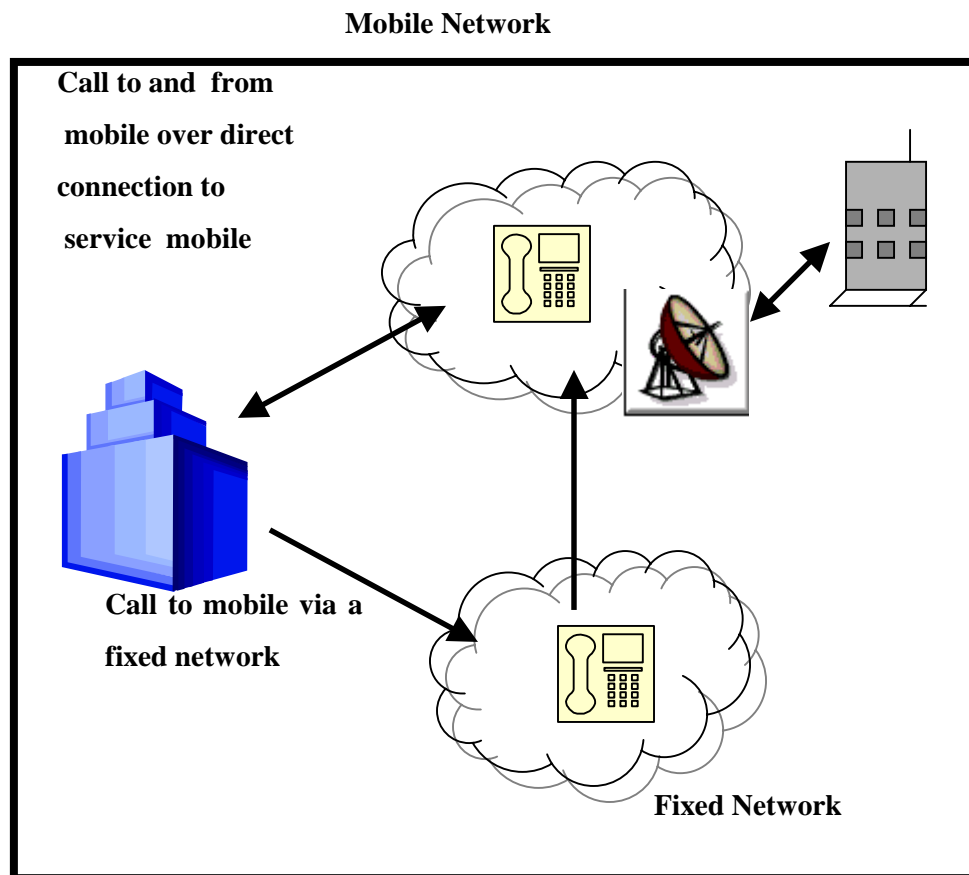 Mobile Network
Call to and from
mobile over direct
connection to
service mobile
Call to mobile via a
fixed network
Fixed Network